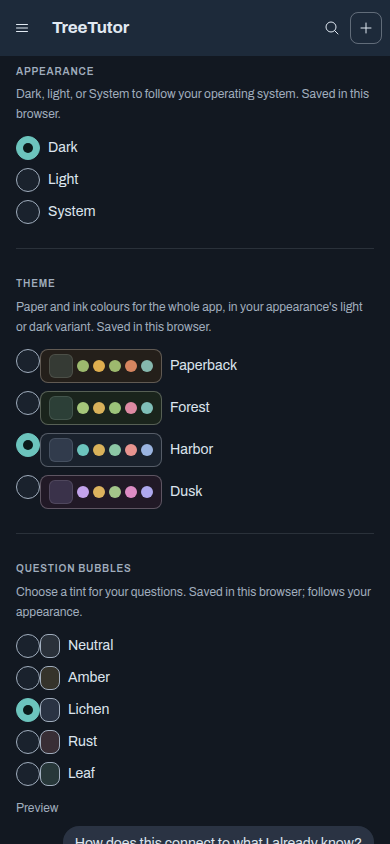 TreeTutor
APPEARANCE
Dark, light, or System to follow your operating system. Saved in this
browser.
Dark
Light
System
THEME
Paper and ink colours for the whole app, in your appearance's light
or dark variant. Saved in this browser.
Paperback
Forest
Harbor
Dusk
QUESTION BUBBLES
Choose a tint for your questions. Saved in this browser; follows your
appearance.
Neutral
Amber
Lichen
Rust
Leaf
Preview
How does this connect to what I already know?